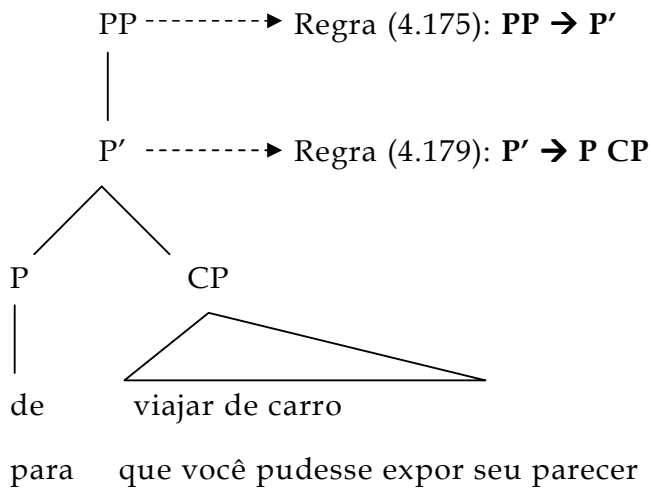 PP Regra (4.175): PP → P’
P’ Regra (4.179): P’ → P CP
P CP
de viajar de carro
para que você pudesse expor seu parecer